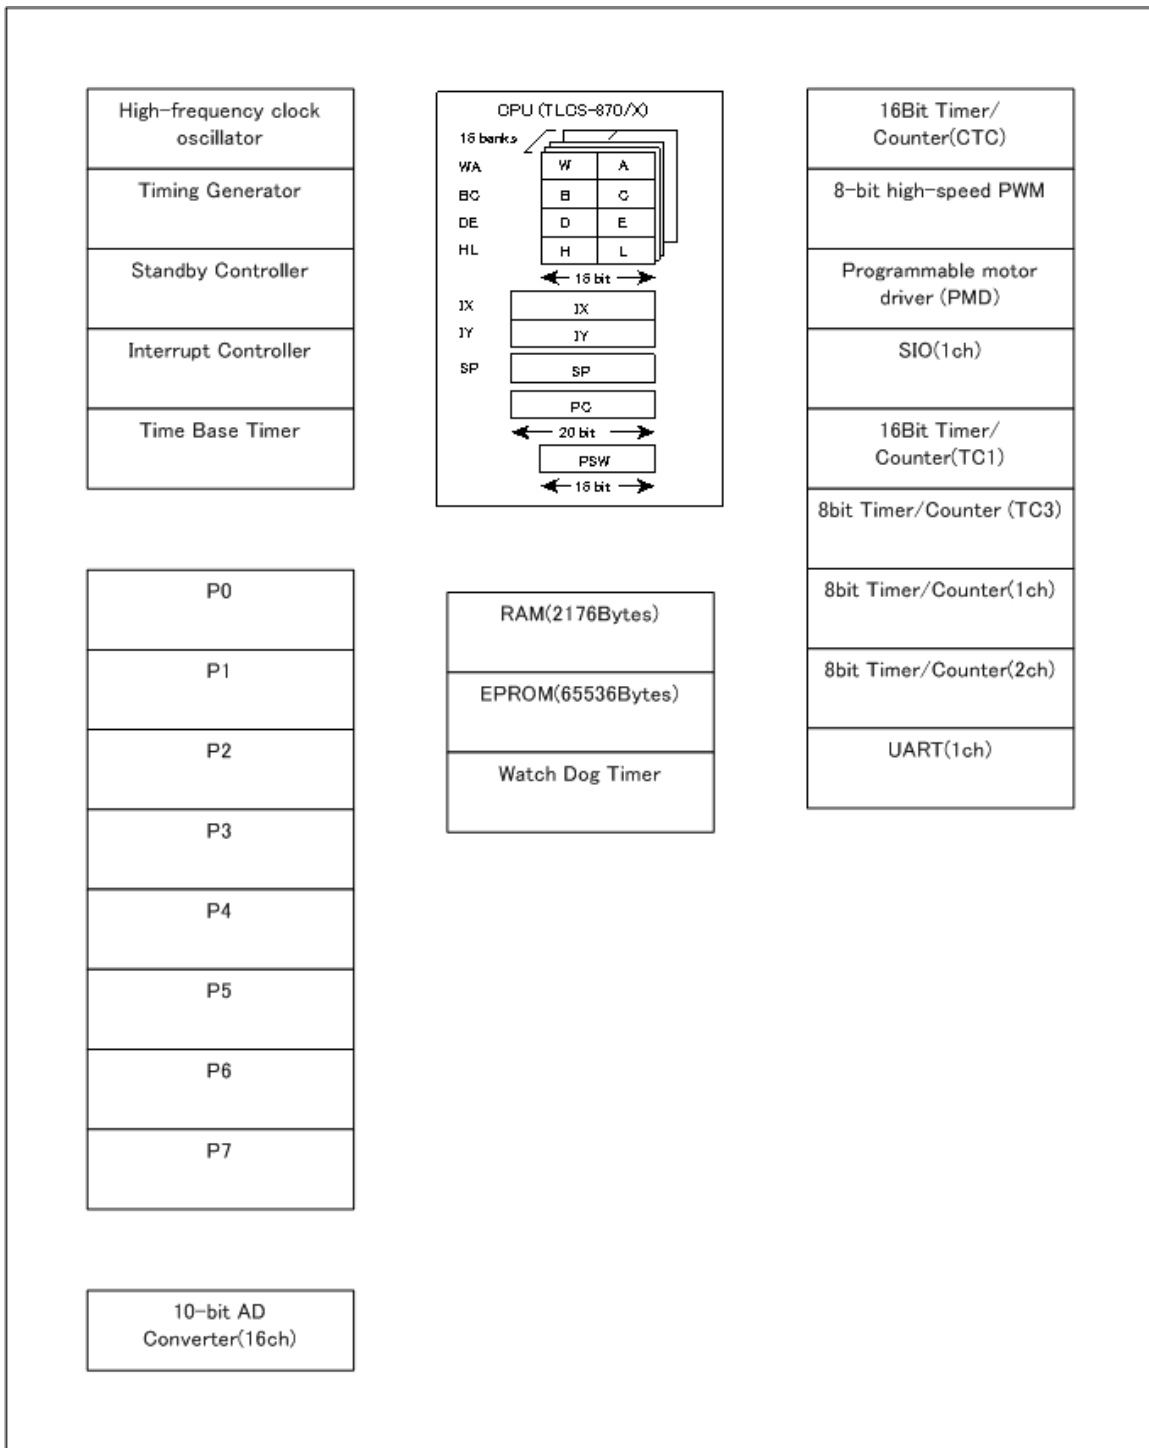 High-frequency clock
oscillator
Timing Generator
Standby Controller
Interrupt Controller
Time Base Timer
P0
P1
P2
P3
P4
P5
P6
P7
10-bit AD
Converter(16ch)
CPU (TLCS-870/X)
16 banks
WA
W A
BC
B C
DE
D E
HL
H L
16 bit
IX
IX
IY
IY
SP
SP
PC
20 bit
PSW
16 bit
RAM(2176Bytes)
EPROM(65536Bytes)
Watch Dog Timer
16Bit Timer/
Counter(CTC)
8-bit high-speed PWM
Programmable motor
driver (PMD)
SIO(1ch)
16Bit Timer/
Counter(TC1)
8bit Timer/Counter (TC3)
8bit Timer/Counter(1ch)
8bit Timer/Counter(2ch)
UART(1ch)